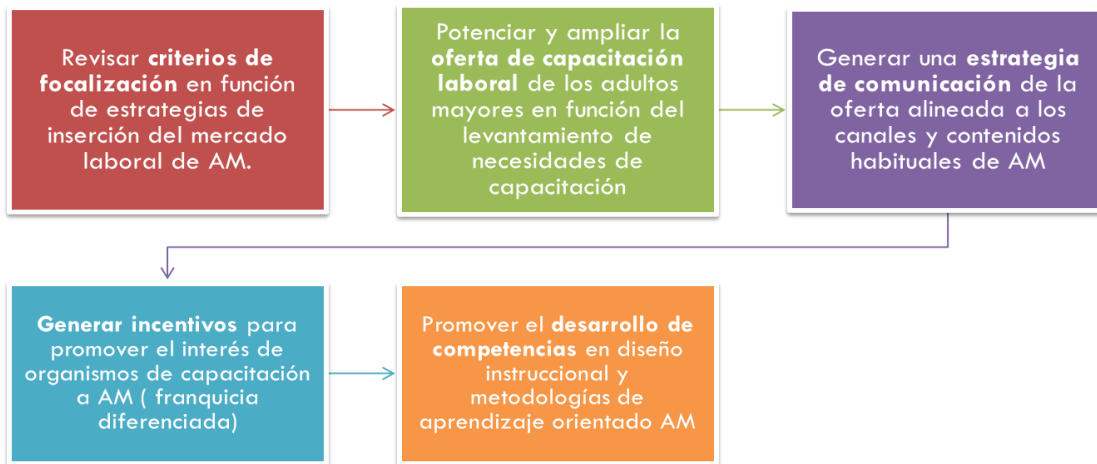 Revisar criterios de
focalización en función
de estrategias de
inserción del mercado
laboral de AM.
Potenciar y ampliar la
oferta de capacitación
laboral de los adultos
mayores en función del
levantamiento de
necesidades de
capacitación
Generar una estrategia
de comunicación de la
oferta alineada a los
canales y contenidos
habituales de AM
Generar incentivos para
promover el interés de
organismos de capacitación
a AM ( franquicia
diferenciada)
Promover el desarrollo de
competencias en diseño
instruccional y
metodologías de
aprendizaje orientado AM